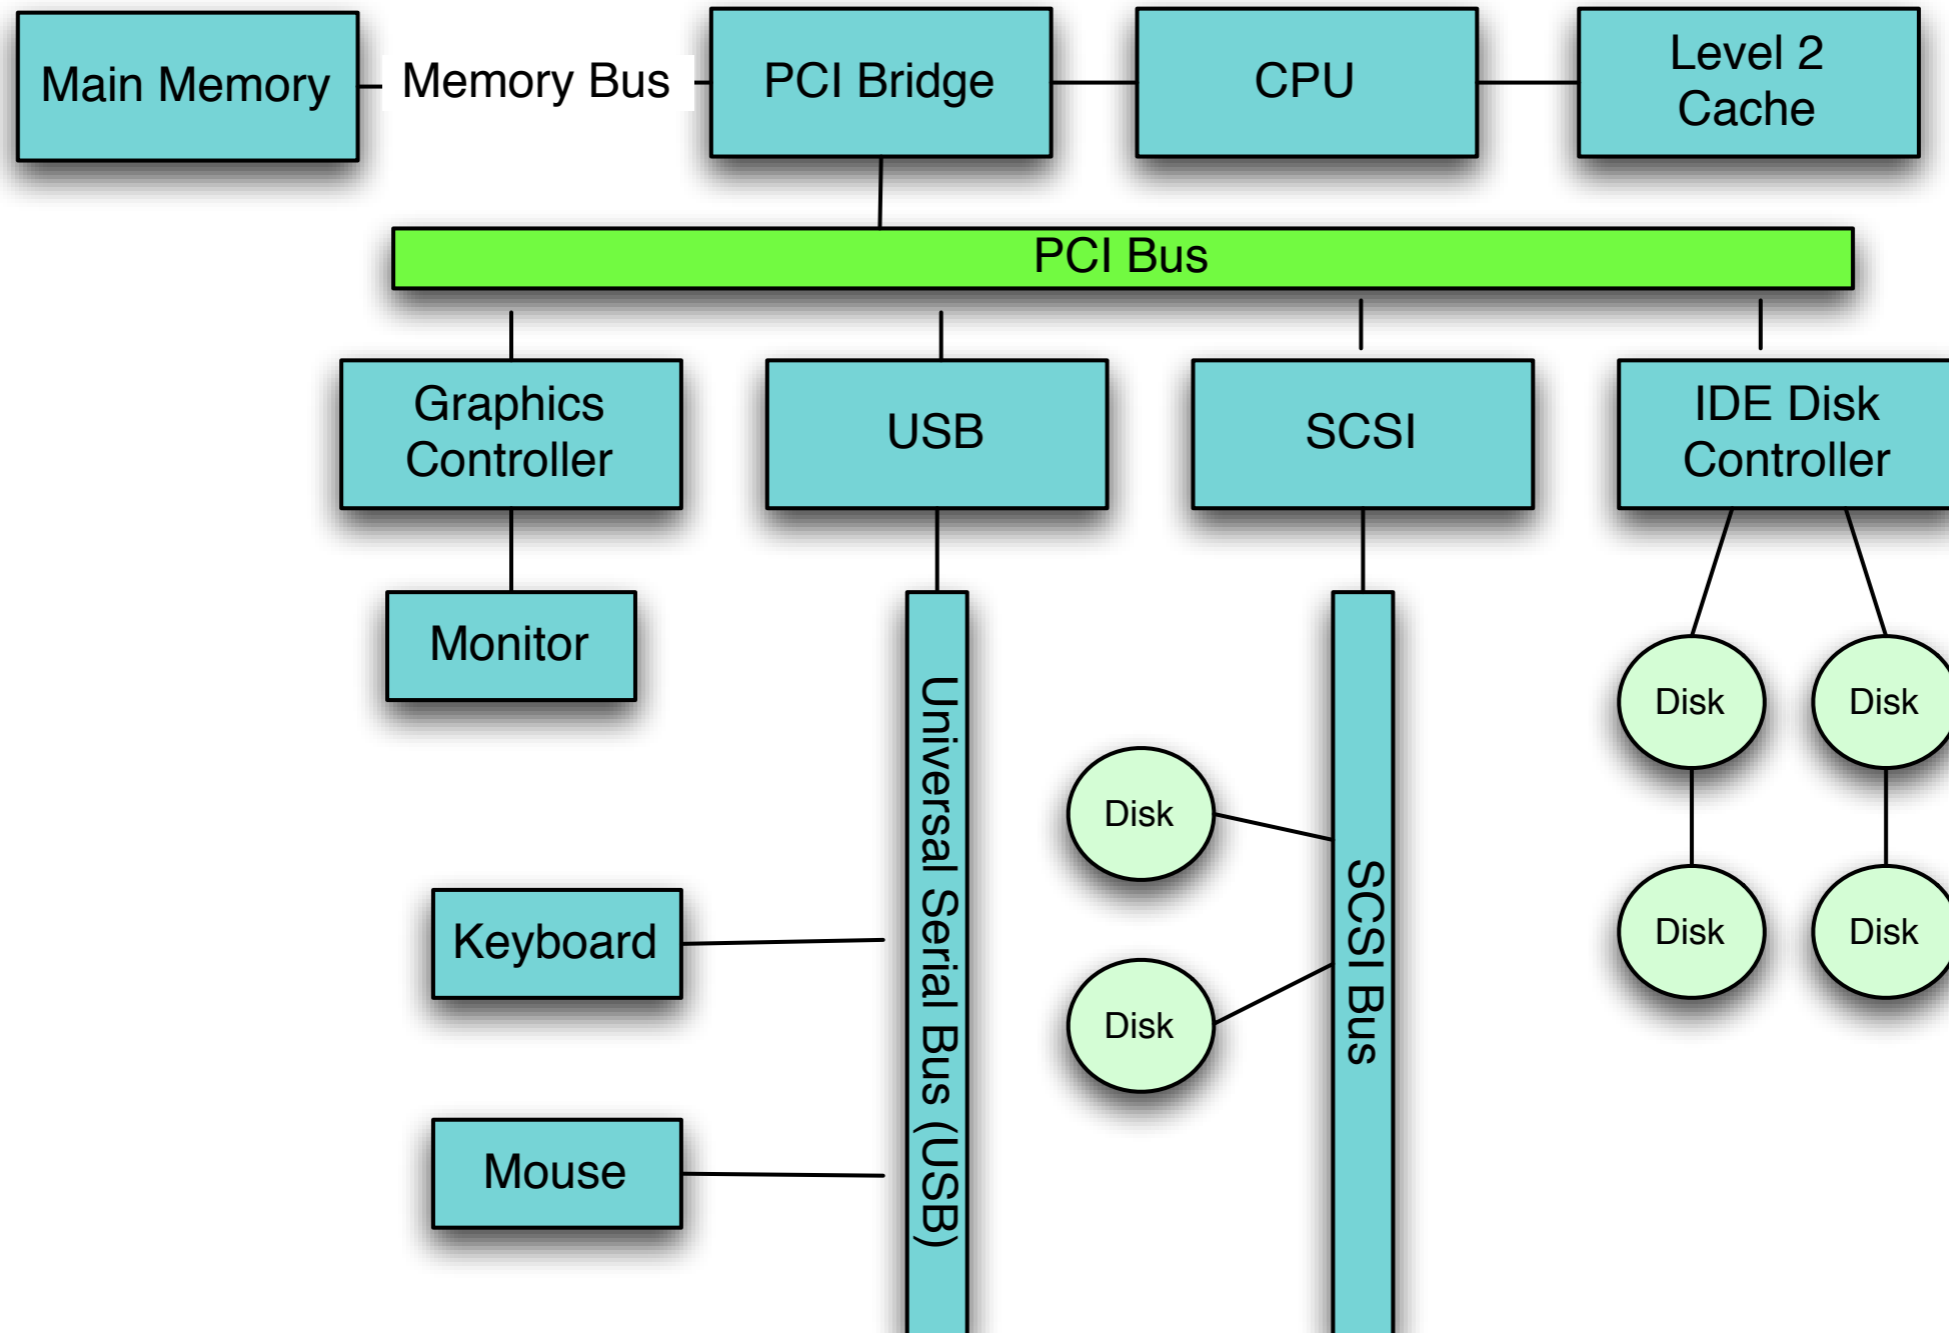 Main Memory
Memory Bus
PCI Bridge
CPU
Level 2
Cache
PCI Bus
Graphics
Controller
USB
SCSI
IDE Disk
Controller
Monitor
Universal Serial Bus (USB)
SCSI Bus
Disk
Disk
Disk
Disk
Disk
Disk
Keyboard
Mouse